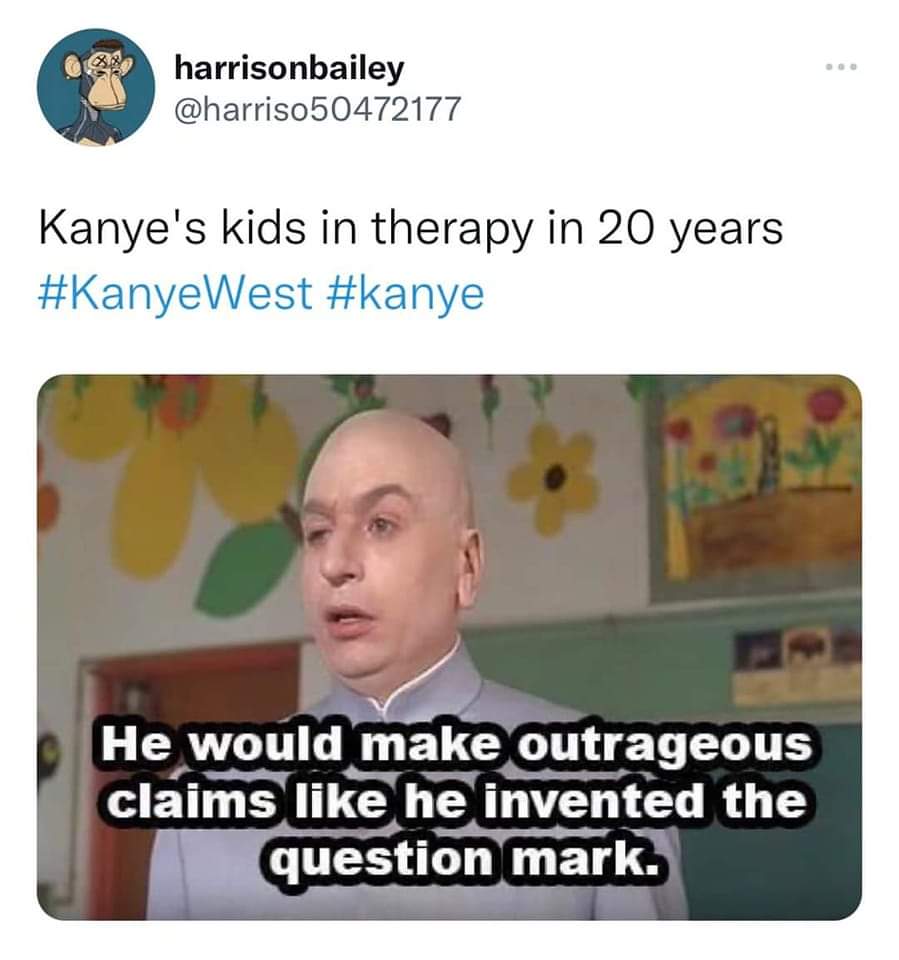 harrisonbailey
@harriso50472177
Kanye's kids in therapy in 20 years
#KanyeWest #kanye
He would make outrageous
claims like he invented the
question mark.